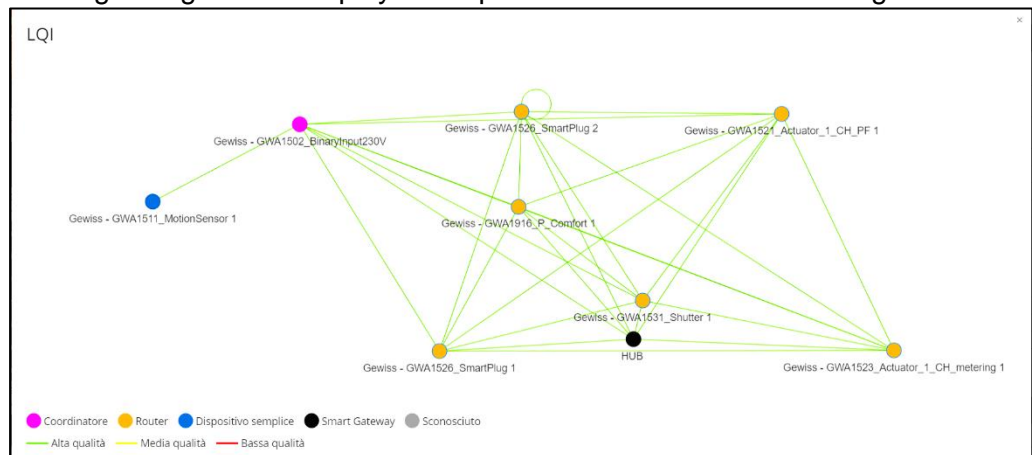 LQI
×
Gewiss - GWA1526_SmartPlug 2
Gewiss - GWA1521_Actuator_1_CH_PF 1
Gewiss - GWA1502_BinaryInput230V
Gewiss - GWA1511_MotionSensor 1
Gewiss - GWA1916_P_Comfort 1
Gewiss - GWA1531_Shutter 1
HUB
Gewiss - GWA1526_SmartPlug 1
Gewiss - GWA1523_Actuator_1_CH_metering 1
Coordinatore Router Dispositivo semplice Smart Gateway Sconosciuto
Alta qualità Media qualità Bassa qualità